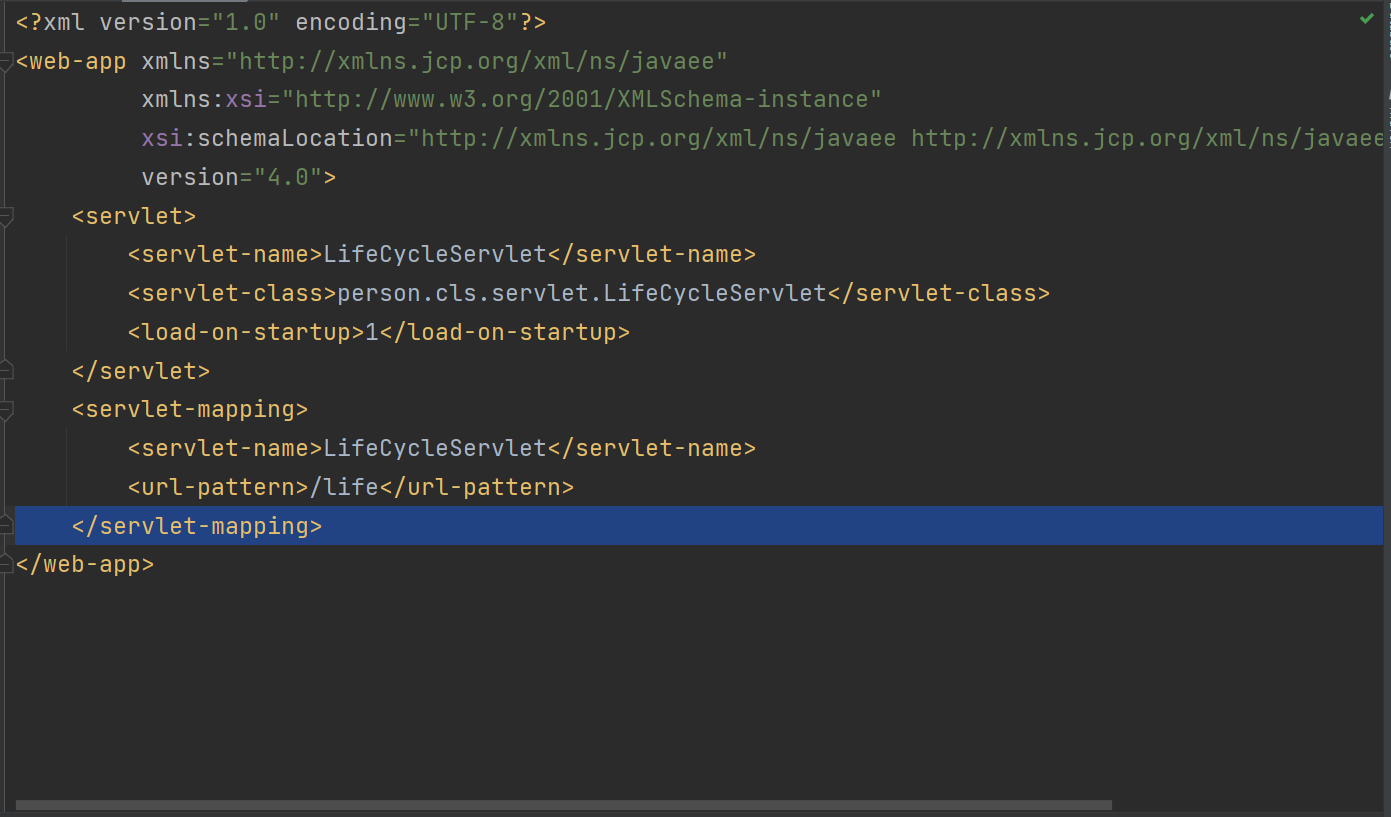 <?xml version="1.0" encoding="UTF-8"?>
<web-app xmlns="http://xmlns.jcp.org/xml/ns/javaee"
xmlns:xsi="http://www.w3.org/2001/XMLSchema-instance"
xsi:schemaLocation="http://xmlns.jcp.org/xml/ns/javaee http://xmlns.jcp.org/xml/ns/javaee
version="4.0">
<servlet>
<servlet-name>LifeCycleServlet</servlet-name>
<servlet-class>person.cls.servlet.LifeCycleServlet</servlet-class>
<load-on-startup>1</load-on-startup>
</servlet>
<servlet-mapping>
<servlet-name>LifeCycleServlet</servlet-name>
<url-pattern>/life</url-pattern>
</servlet-mapping>
</web-app>